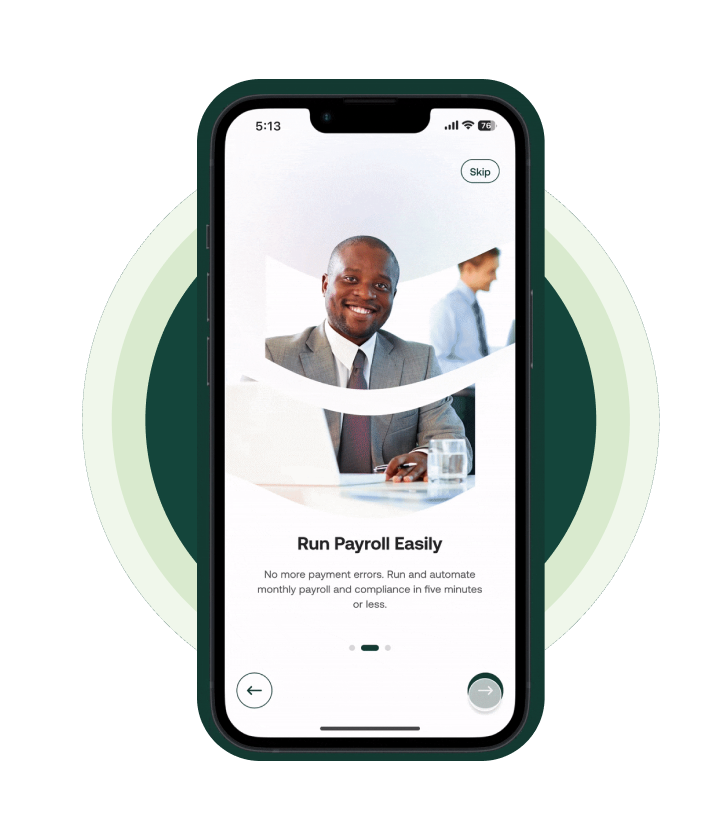 5:13
76
Skip
Run Payroll Easily
No more payment errors. Run and automate
monthly payroll and compliance in five minutes
or less.